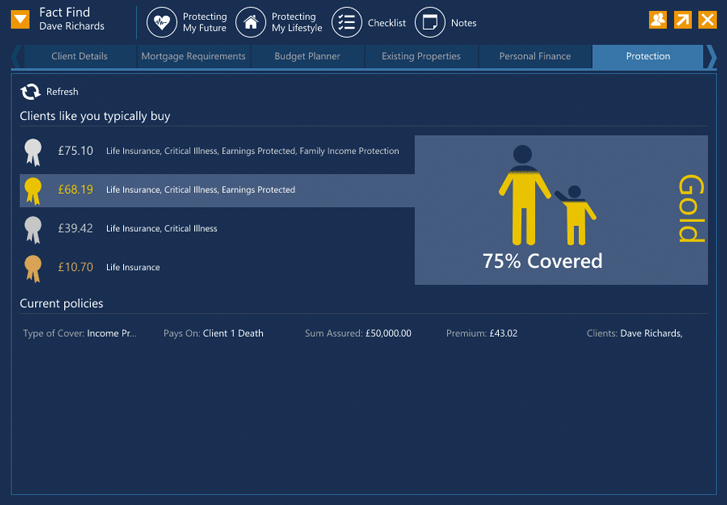 Fact Find
Dave Richards
Protecting
My Future
Protecting
My Lifestyle
Checklist
Notes
Client Details
Mortgage Requirements
Budget Planner
Existing Properties
Personal Finance
Protection
Refresh
Clients like you typically buy
£75.10 Life Insurance, Critical Illness, Earnings Protected, Family Income Protection
£68.19 Life Insurance, Critical Illness, Earnings Protected
£39.42 Life Insurance, Critical Illness
£10.70 Life Insurance
75% Covered
Gold
Current policies
Type of Cover: Income Pr... Pays On: Client 1 Death Sum Assured: £50,000.00 Premium: £43.02 Clients: Dave Richards,